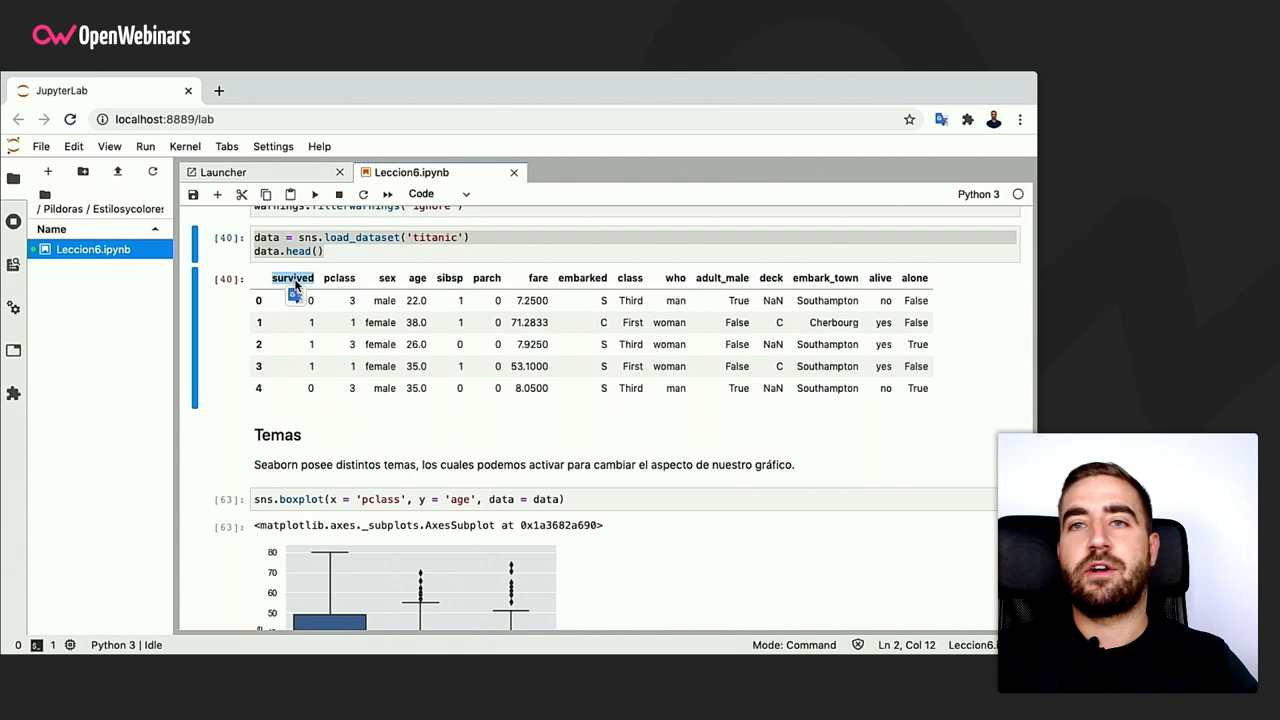 OpenWebinars
JupyterLab
localhost:8889/lab
File Edit View Run Kernel Tabs Settings Help
Launcher
Leccion6.ipynb
Code
Python 3
/ Pildoras / Estilosycolores
Name
Leccion6.ipynb
warnings.filterwarnings('ignore')
[40]: data = sns.load_dataset('titanic')
data.head()
[40]: survived pclass sex age sibsp parch fare embarked class who adult_male deck embark_town alive alone
0 0 3 male 22.0 1 0 7.2500 S Third man True NaN Southampton no False
1 1 1 female 38.0 1 0 71.2833 C First woman False C Cherbourg yes False
2 1 3 female 26.0 0 0 7.9250 S Third woman False NaN Southampton yes True
3 1 1 female 35.0 1 0 53.1000 S First woman False C Southampton yes False
4 0 3 male 35.0 0 0 8.0500 S Third man True NaN Southampton no True
Temas
Seaborn posee distintos temas, los cuales podemos activar para cambiar el aspecto de nuestro gráfico.
[63]: sns.boxplot(x = 'pclass', y = 'age', data = data)
[63]: <matplotlib.axes._subplots.AxesSubplot at 0x1a3682a690>
80
70
60
50
0 1 Python 3 | Idle Mode: Command Ln 2, Col 12 Leccion6.i